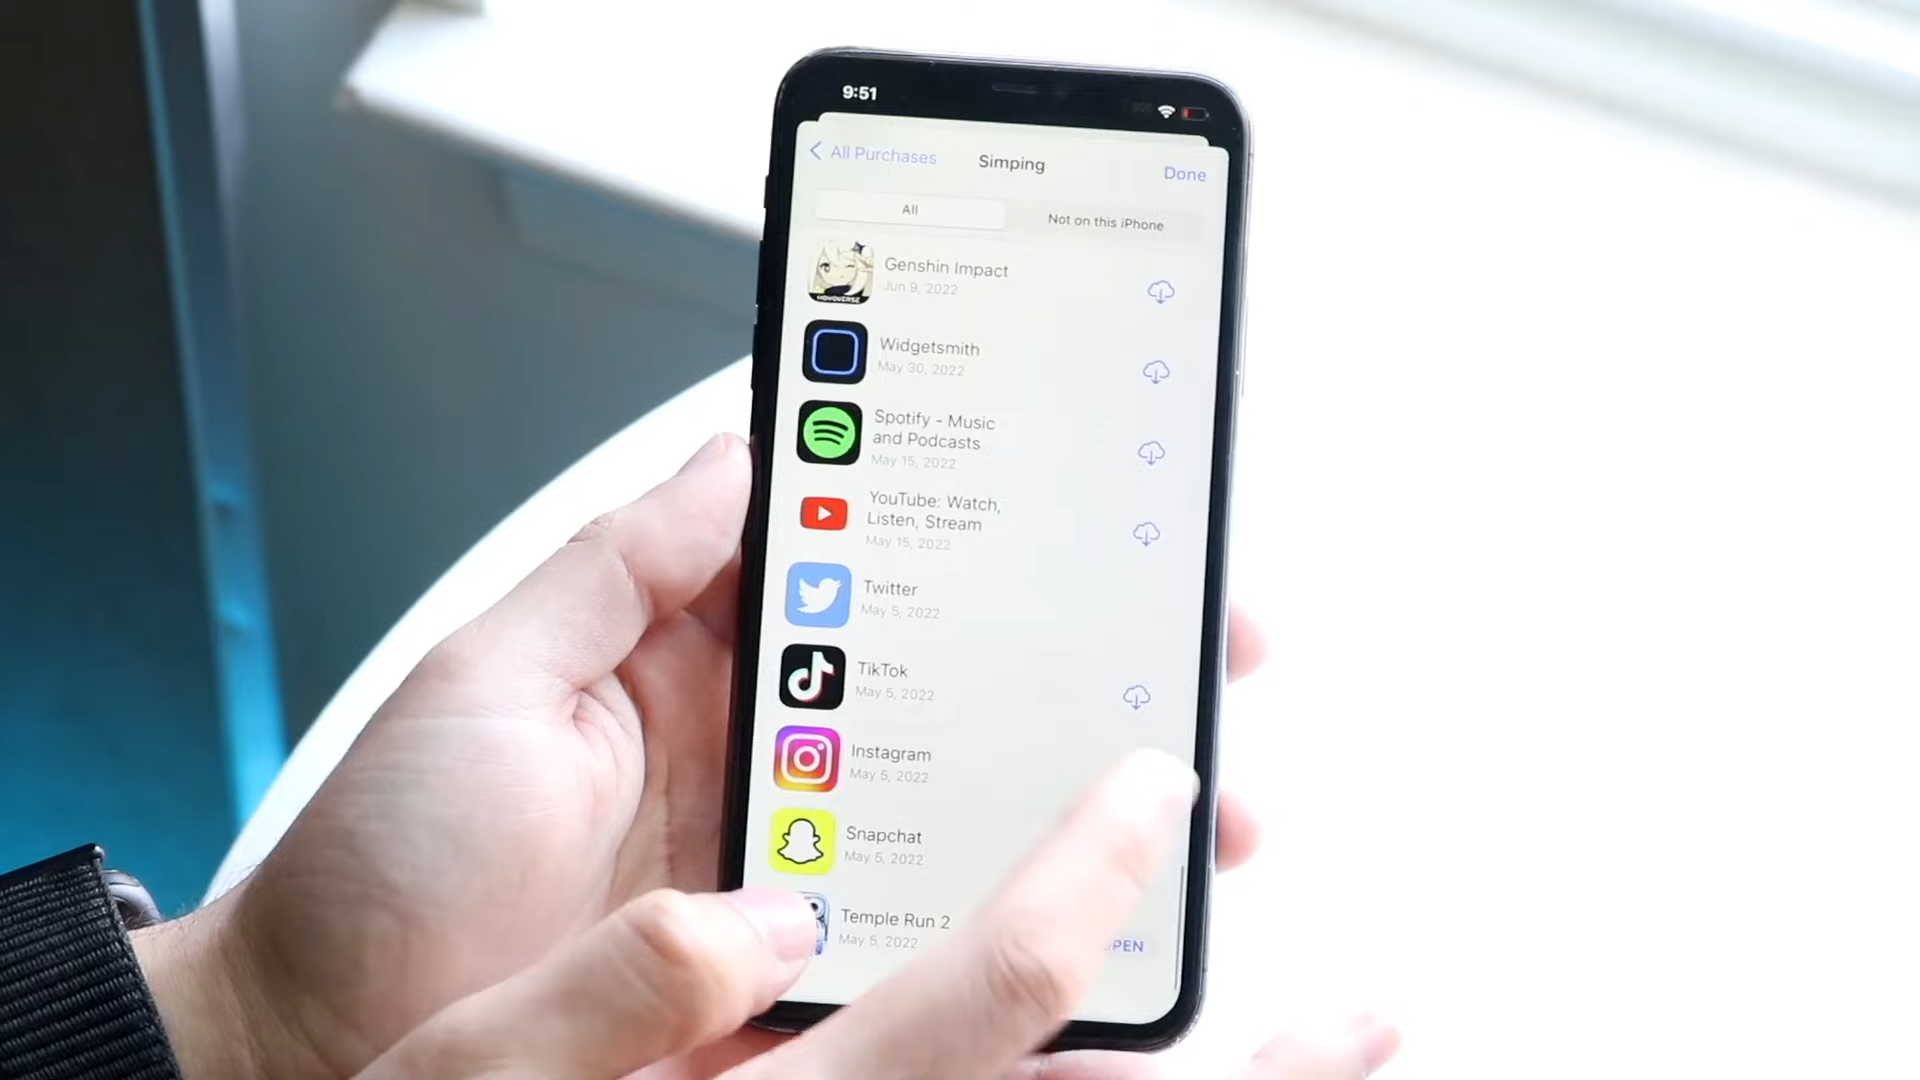 9:51
All Purchases
Simping
Done
All
Not on this iPhone
Genshin Impact
Jun 9, 2022
HOYOVERSE
Widgetsmith
May 30, 2022
Spotify - Music
and Podcasts
May 15, 2022
YouTube: Watch,
Listen, Stream
May 15, 2022
Twitter
May 5, 2022
TikTok
May 5, 2022
Instagram
May 5, 2022
Snapchat
May 5, 2022
Temple Run 2
May 5, 2022
OPEN